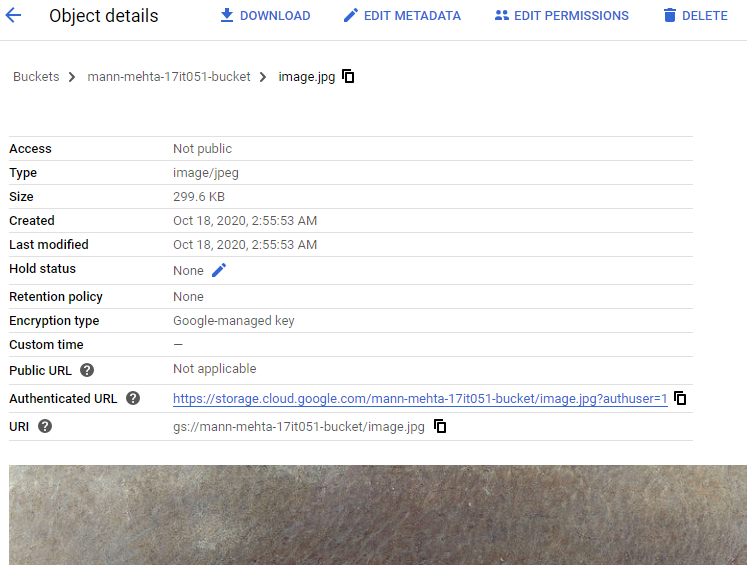 Object details DOWNLOAD EDIT METADATA EDIT PERMISSIONS DELETE
Buckets > mann-mehta-17it051-bucket > image.jpg
Access Not public
Type image/jpeg
Size 299.6 KB
Created Oct 18, 2020, 2:55:53 AM
Last modified Oct 18, 2020, 2:55:53 AM
Hold status None
Retention policy None
Encryption type Google-managed key
Custom time —
Public URL ? Not applicable
Authenticated URL ? https://storage.cloud.google.com/mann-mehta-17it051-bucket/image.jpg?authuser=1
URI ? gs://mann-mehta-17it051-bucket/image.jpg